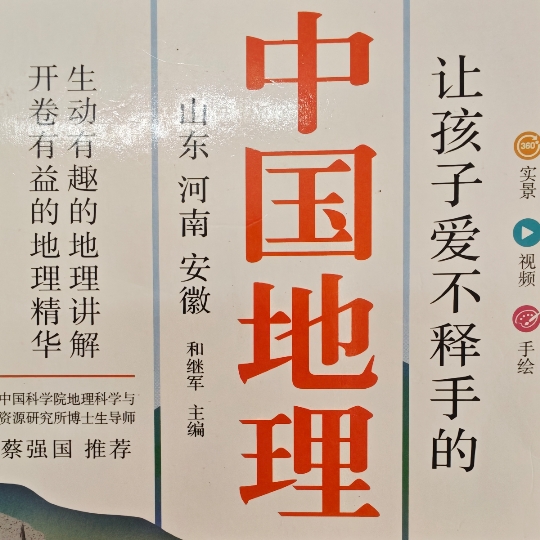 让孩子爱不释手的
中国地理
山东 河南 安徽
和继军 主编
生动有趣的地理讲解
开卷有益的地理精华
中国科学院地理科学与
资源研究所博士生导师
蔡强国 推荐
360°
实景
视频
手绘